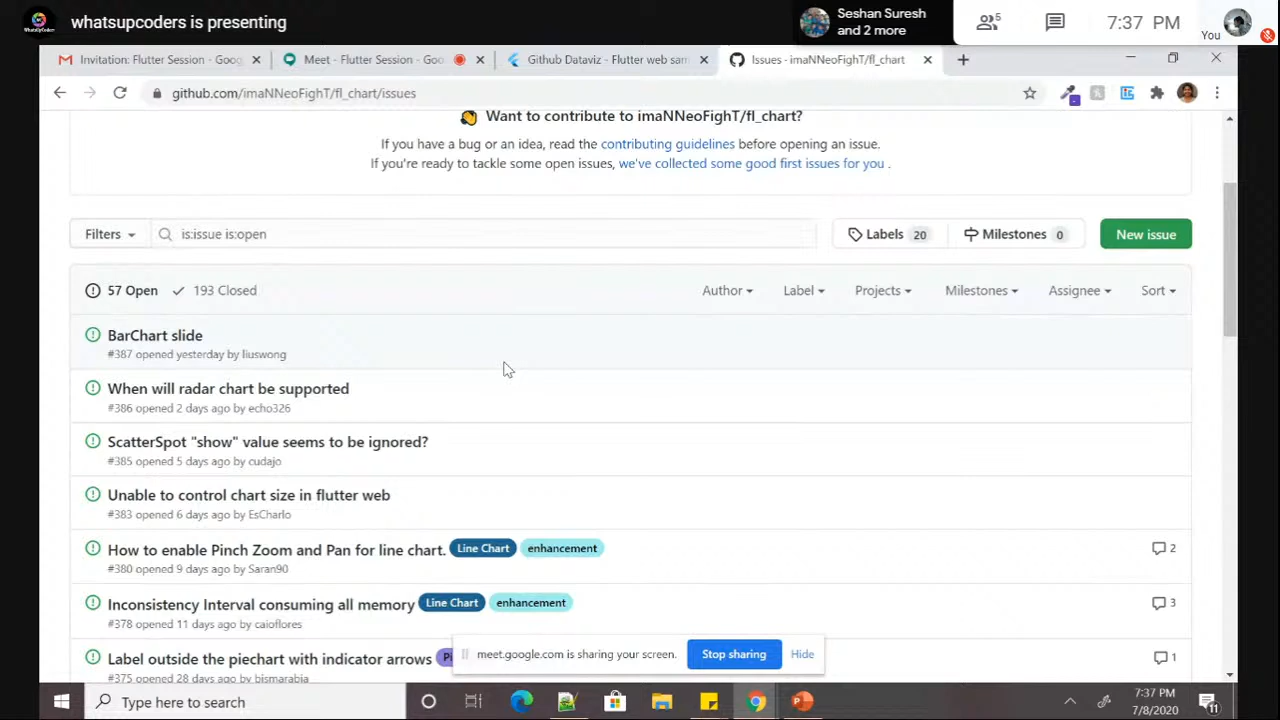 whatsupcoders is presenting
Seshan Suresh
and 2 more
5
7:37 PM
You
Invitation: Flutter Session - Goog
Meet - Flutter Session - Goo
Github Dataviz - Flutter web sam
Issues · imaNNeoFighT/fl_chart
github.com/imaNNeoFighT/fl_chart/issues
Want to contribute to imaNNeoFighT/fl_chart?
If you have a bug or an idea, read the contributing guidelines before opening an issue.
If you're ready to tackle some open issues, we've collected some good first issues for you .
Filters
is:issue is:open
Labels 20
Milestones 0
New issue
57 Open
193 Closed
Author
Label
Projects
Milestones
Assignee
Sort
BarChart slide
#387 opened yesterday by liuswong
When will radar chart be supported
#386 opened 2 days ago by echo326
ScatterSpot "show" value seems to be ignored?
#385 opened 5 days ago by cudajo
Unable to control chart size in flutter web
#383 opened 6 days ago by EsCharlo
How to enable Pinch Zoom and Pan for line chart. Line Chart enhancement 2
#380 opened 9 days ago by Saran90
Inconsistency Interval consuming all memory Line Chart enhancement 3
#378 opened 11 days ago by caioflores
Label outside the piechart with indicator arrows 1
#375 opened 28 days ago by bismarabia
meet.google.com is sharing your screen.
Stop sharing
Hide
Type here to search
7:37 PM
7/8/2020
11